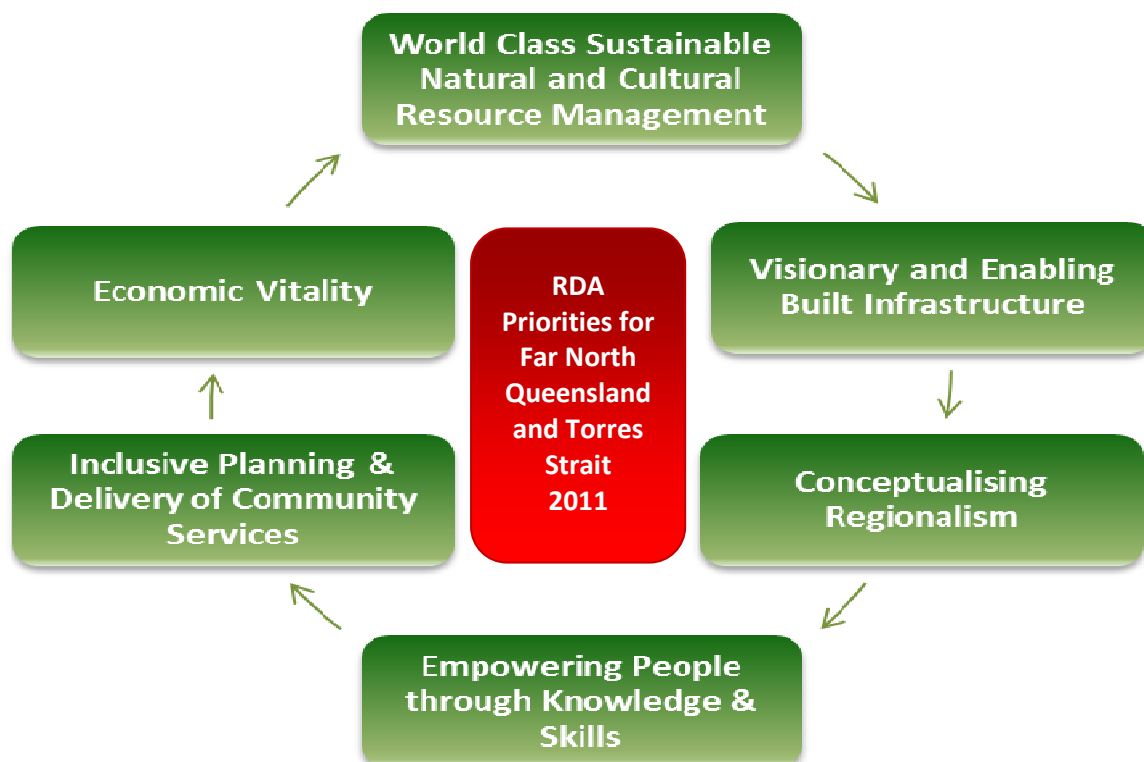 World Class Sustainable
Natural and Cultural
Resource Management
Visionary and Enabling
Built Infrastructure
Conceptualising
Regionalism
Empowering People
through Knowledge &
Skills
Inclusive Planning &
Delivery of Community
Services
Economic Vitality
RDA
Priorities for
Far North
Queensland
and Torres
Strait
2011